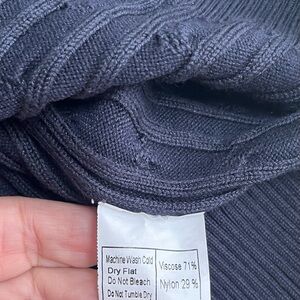 Machine Wash Cold
Dry Flat
Do Not Bleach
Do Not Tumble Dry
Viscose 71%
Nylon 29 %